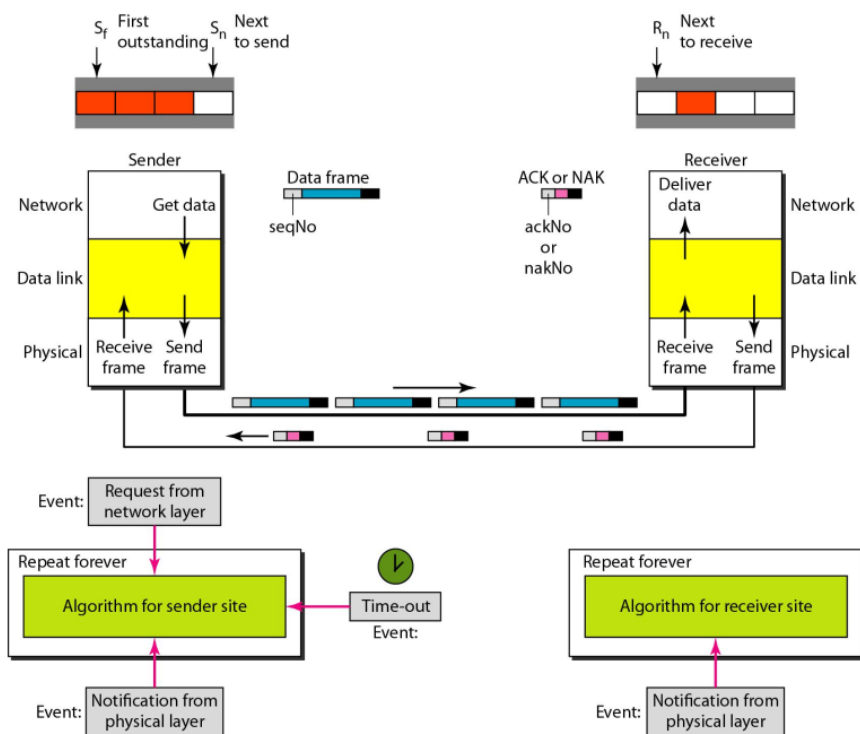 S_f First outstanding
S_n Next to send
R_n Next to receive
Sender
Data frame
ACK or NAK
Receiver
Network
Get data
seqNo
ackNo
or
nakNo
Deliver
data
Network
Data link
Data link
Physical
Receive
frame
Send
frame
Receive
frame
Send
frame
Physical
Event:
Request from
network layer
Repeat forever
Algorithm for sender site
Time-out
Event:
Repeat forever
Algorithm for receiver site
Event:
Notification from
physical layer
Event:
Notification from
physical layer